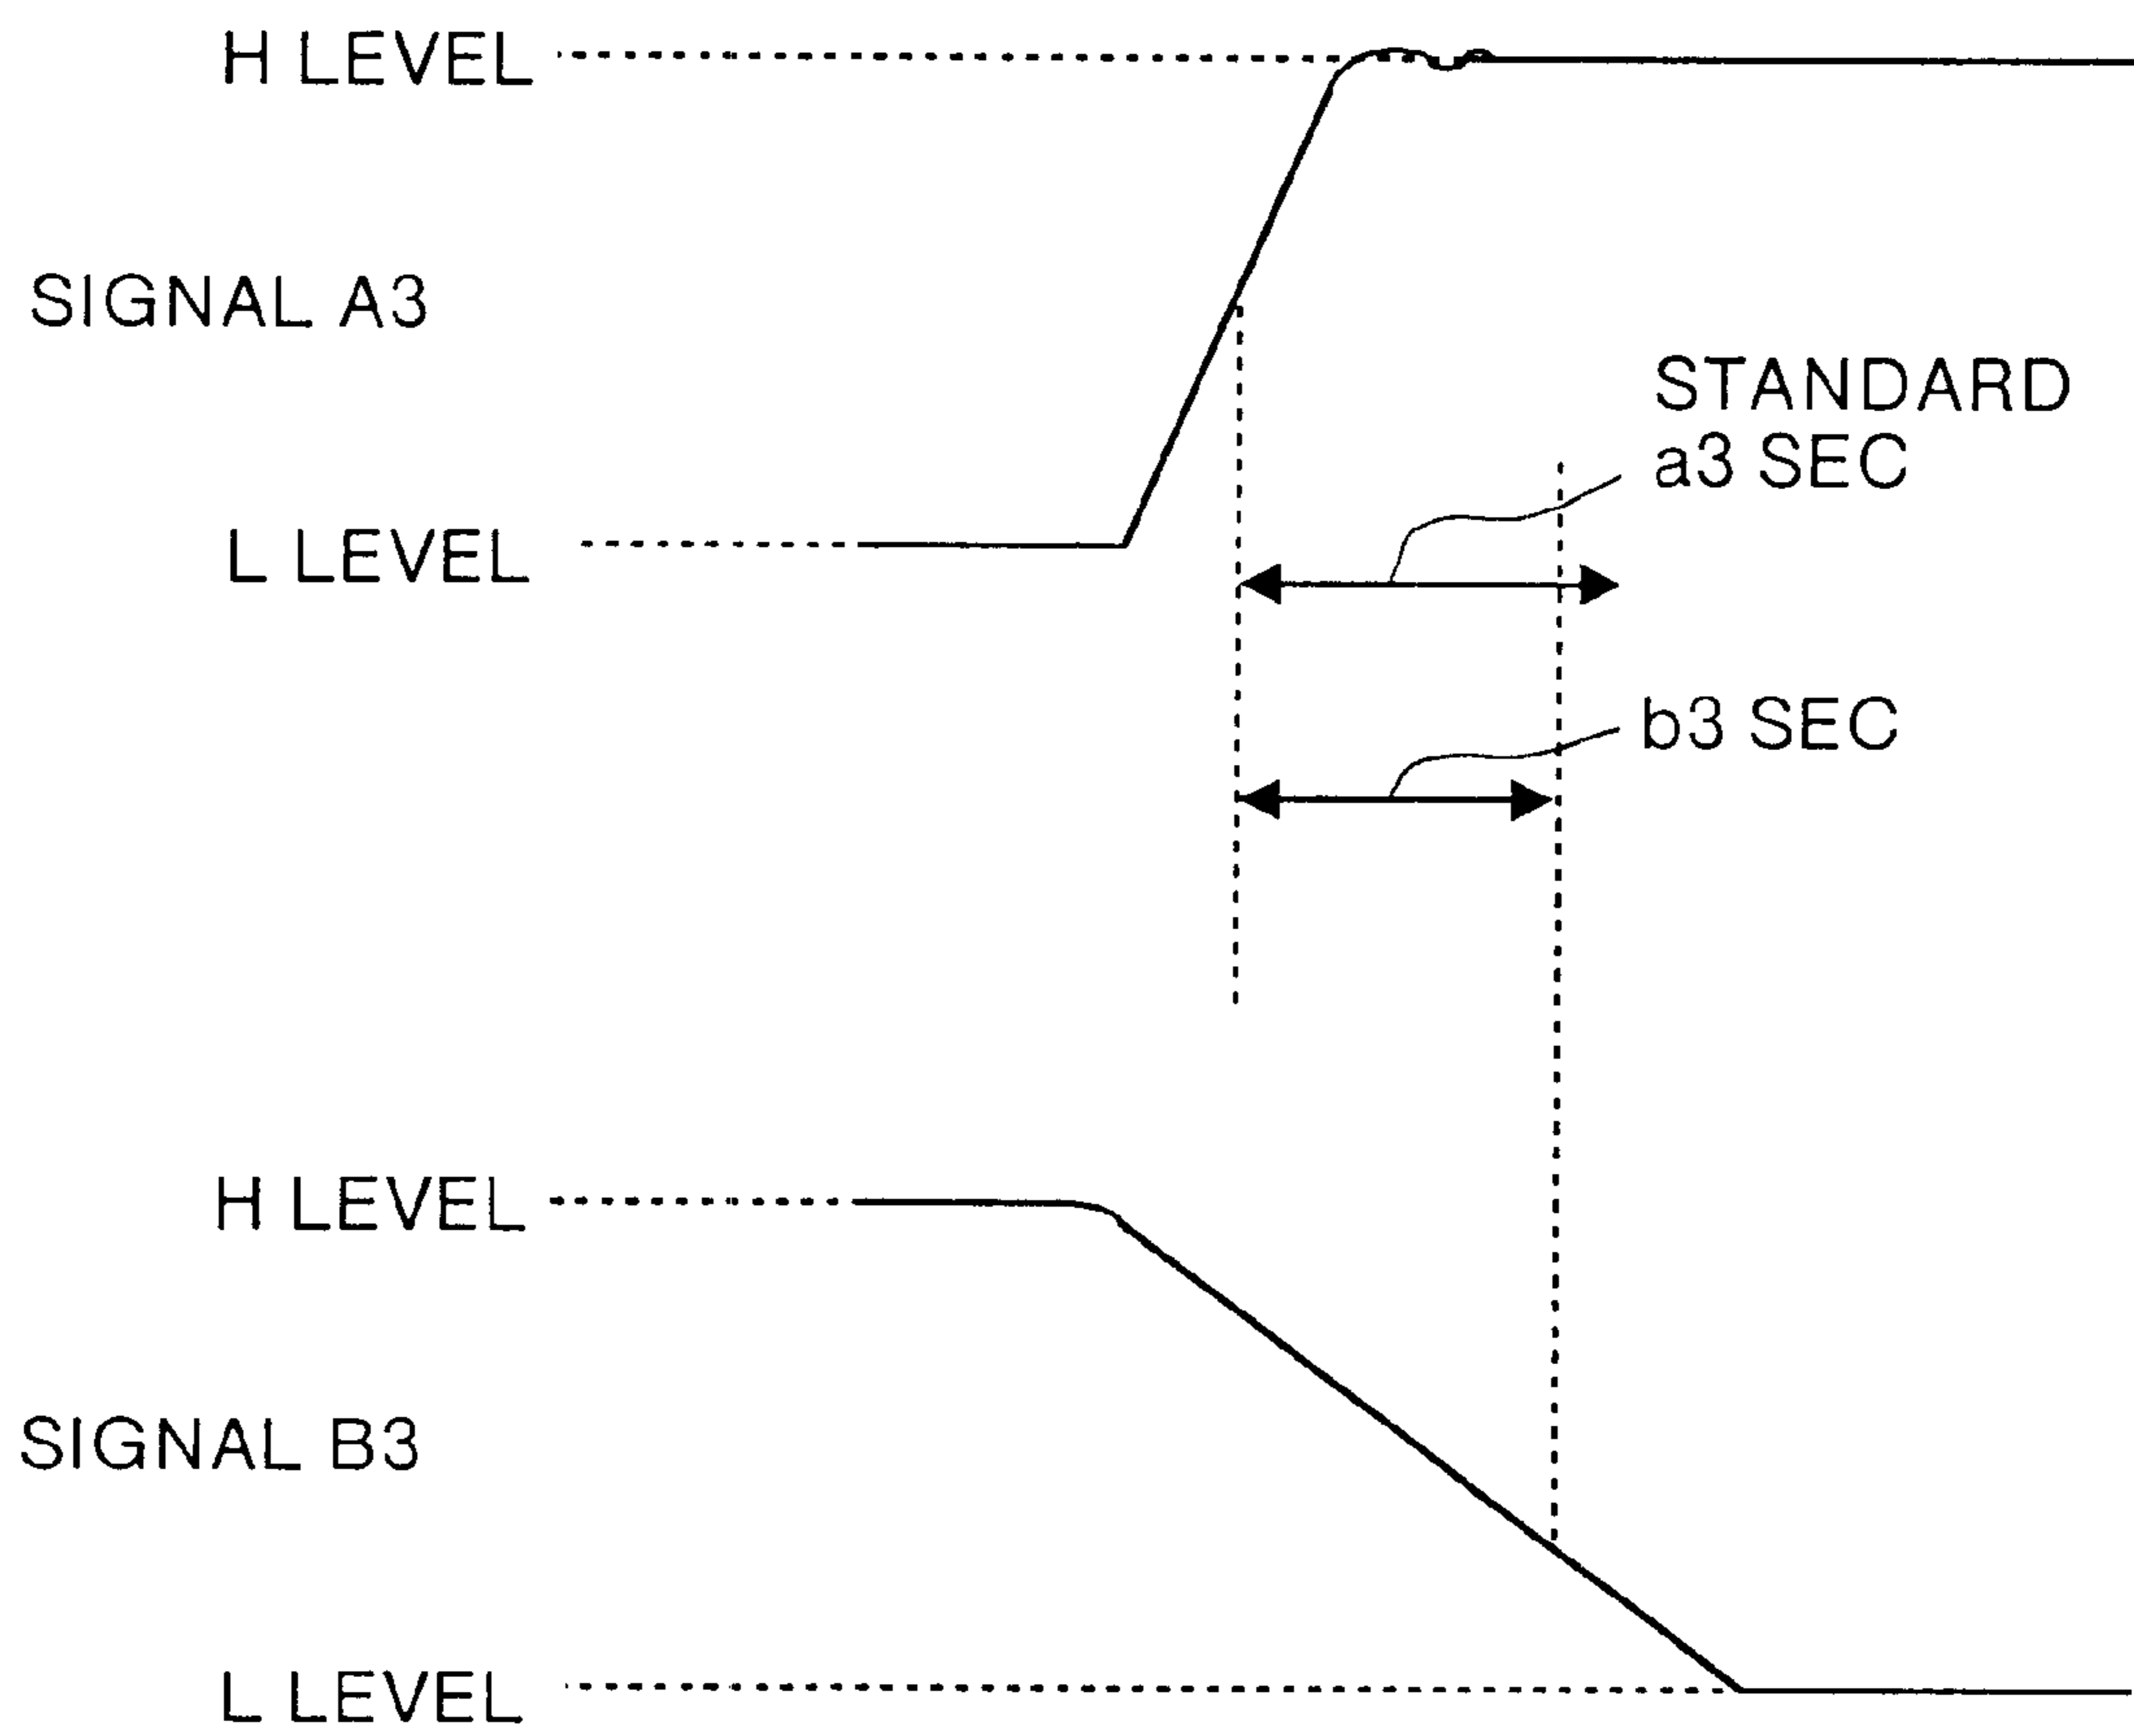 H LEVEL
SIGNAL A3
STANDARD
a3 SEC
L LEVEL
b3 SEC
H LEVEL
SIGNAL B3
L LEVEL